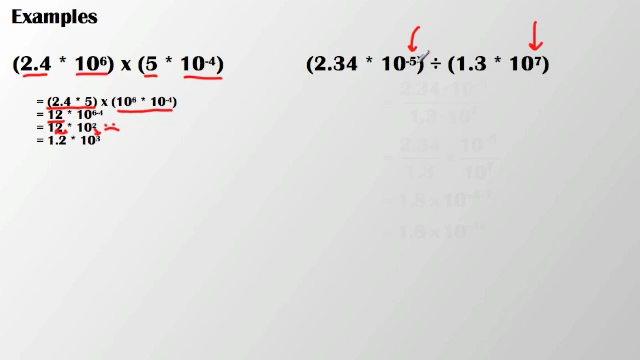 Examples
(2.4 * 10⁶) x (5 * 10⁻⁴)
= (2.4 * 5) x (10⁶ * 10⁻⁴)
= 12 * 10⁶⁻⁴
= 12 * 10²
= 1.2 * 10³
(2.34 * 10⁻⁵) ÷ (1.3 * 10⁷)